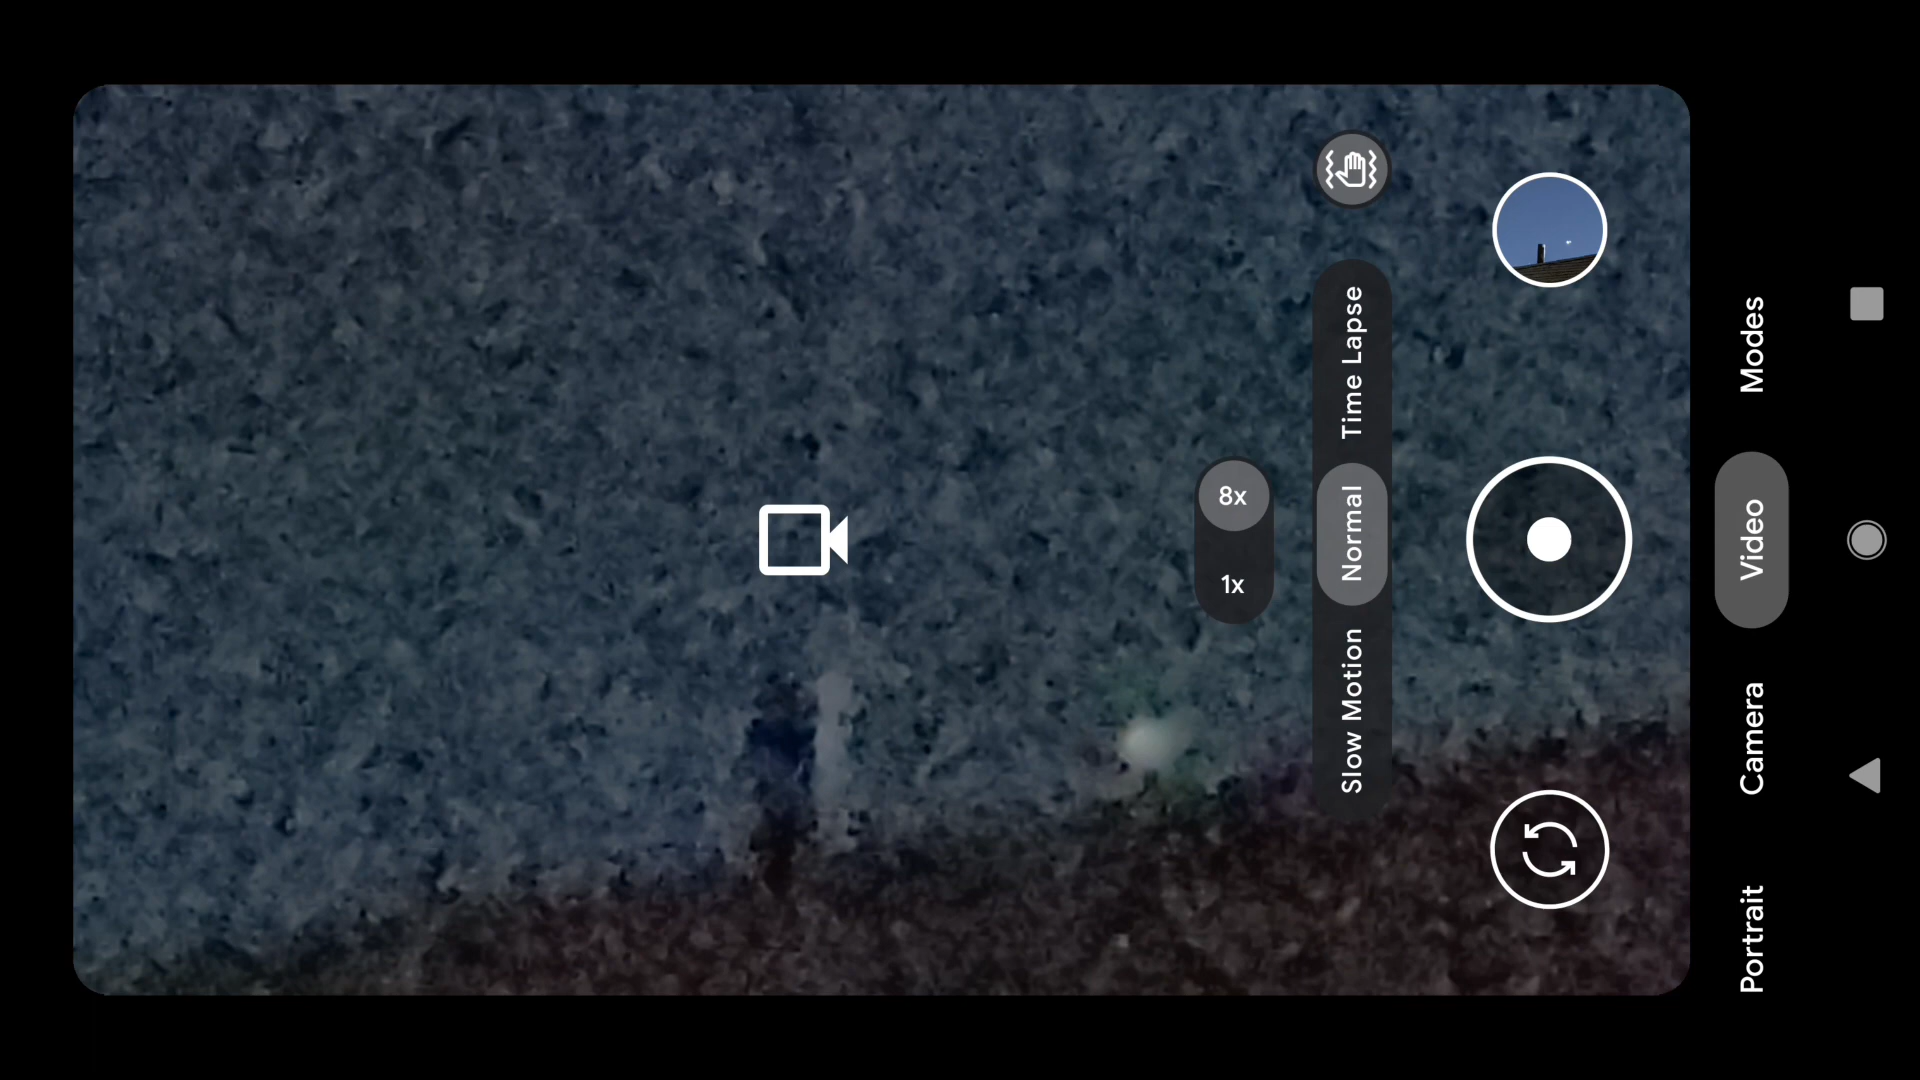 8x
1x
Time Lapse
Normal
Slow Motion
Modes
Video
Camera
Portrait